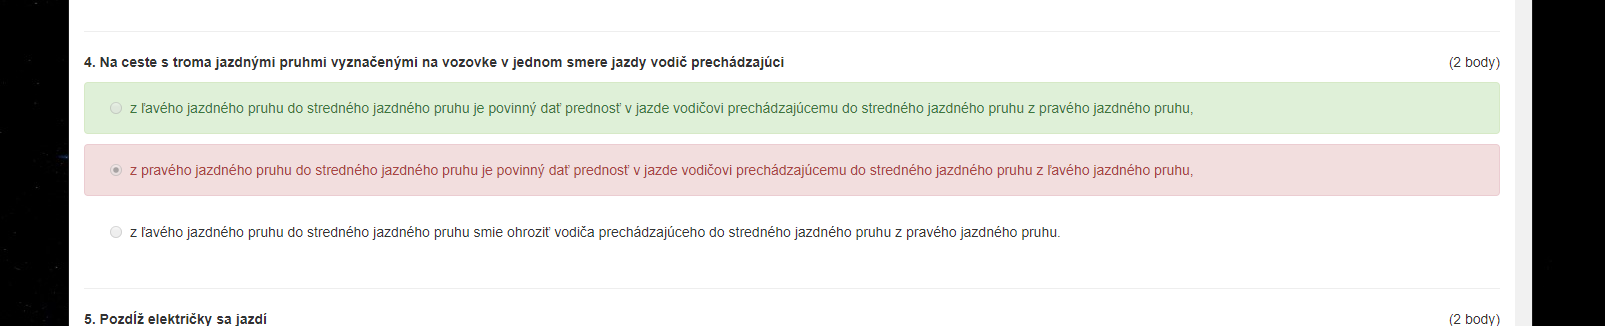 4. Na ceste s troma jazdnými pruhmi vyznačenými na vozovke v jednom smere jazdy vodič prechádzajúci (2 body)
z ľavého jazdného pruhu do stredného jazdného pruhu je povinný dať prednosť v jazde vodičovi prechádzajúcemu do stredného jazdného pruhu z pravého jazdného pruhu,
z pravého jazdného pruhu do stredného jazdného pruhu je povinný dať prednosť v jazde vodičovi prechádzajúcemu do stredného jazdného pruhu z ľavého jazdného pruhu,
z ľavého jazdného pruhu do stredného jazdného pruhu smie ohroziť vodiča prechádzajúceho do stredného jazdného pruhu z pravého jazdného pruhu.
5. Pozdĺž električky sa jazdí (2 body)